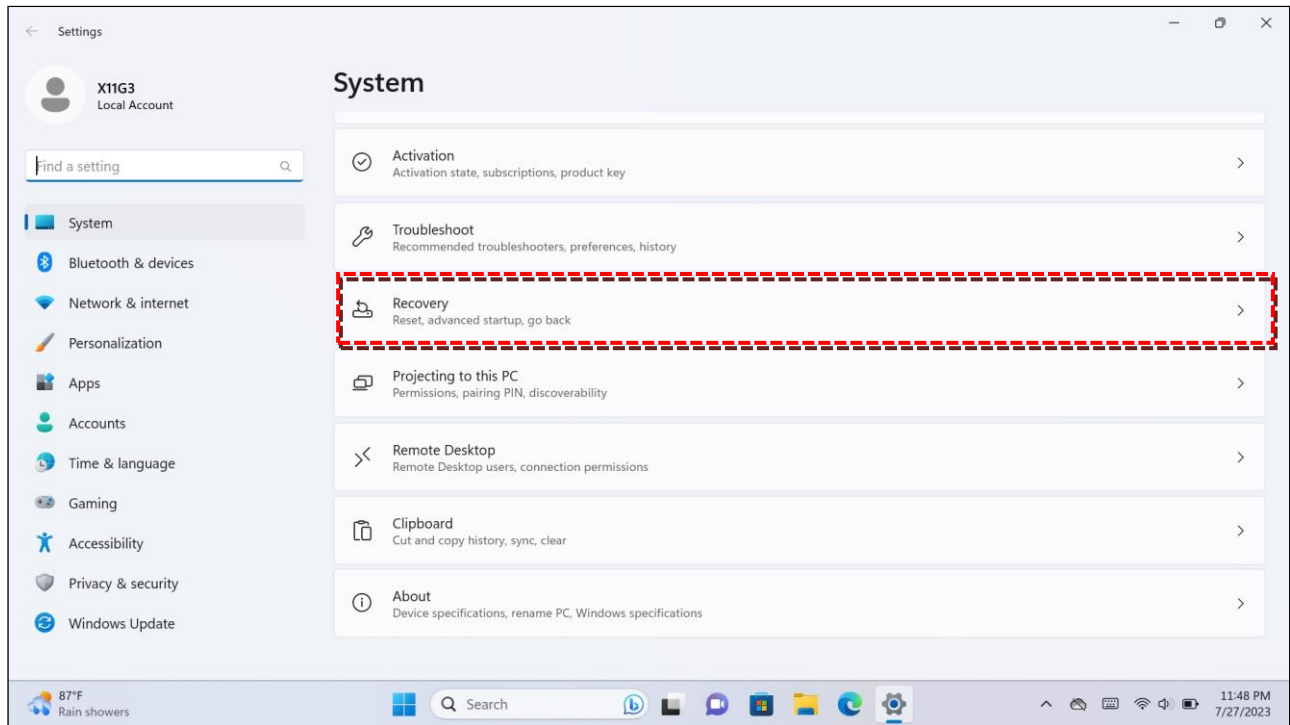 Settings
X11G3
Local Account
Find a setting
System
Bluetooth & devices
Network & internet
Personalization
Apps
Accounts
Time & language
Gaming
Accessibility
Privacy & security
Windows Update
System
Activation
Activation state, subscriptions, product key
Troubleshoot
Recommended troubleshooters, preferences, history
Recovery
Reset, advanced startup, go back
Projecting to this PC
Permissions, pairing PIN, discoverability
Remote Desktop
Remote Desktop users, connection permissions
Clipboard
Cut and copy history, sync, clear
About
Device specifications, rename PC, Windows specifications
87°F
Rain showers
Search
11:48 PM
7/27/2023